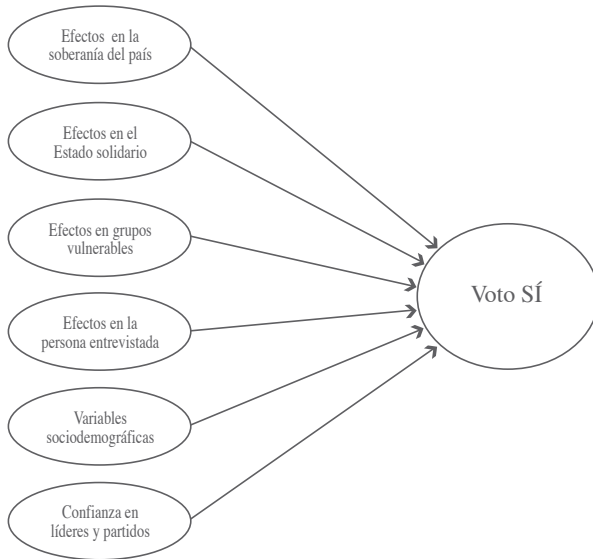 Efectos en la
soberanía del país
Efectos en el
Estado solidario
Efectos en grupos
vulnerables
Efectos en la
persona entrevistada
Variables
sociodemográficas
Confianza en
líderes y partidos
Voto SÍ